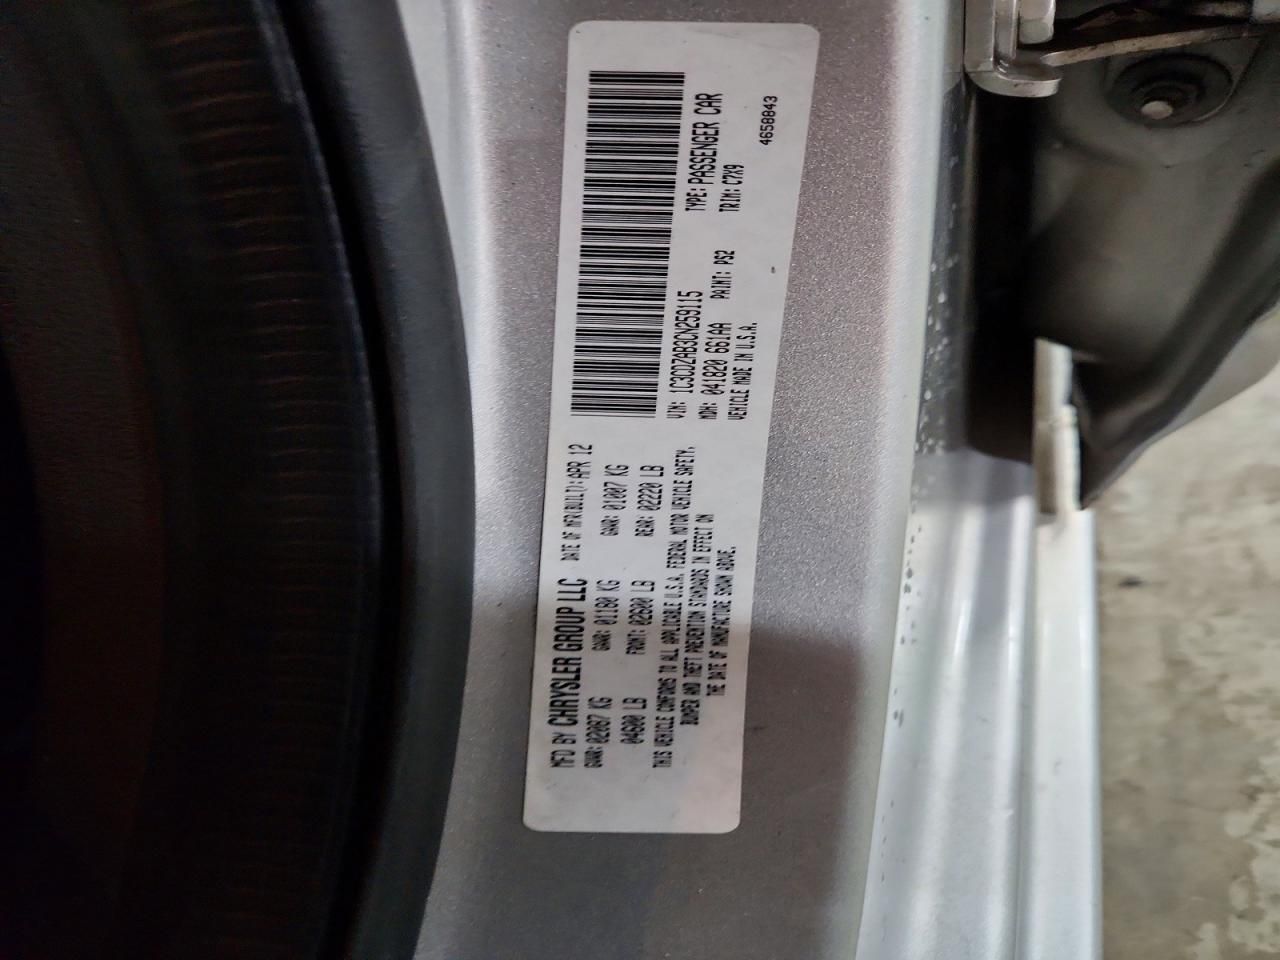 MFD BY CHRYSLER GROUP LLC DATE OF MFR(BUILT): APR 12
GVWR: 02087 KG GAWR: 01180 KG GAWR: 01007 KG
04600 LB FRONT: 02600 LB REAR: 02220 LB
THIS VEHICLE CONFORMS TO ALL APPLICABLE U.S.A. FEDERAL MOTOR VEHICLE SAFETY,
BUMPER AND THEFT PREVENTION STANDARDS IN EFFECT ON
THE DATE OF MANUFACTURE SHOWN ABOVE.
VIN: 1C3CDZAB3CN259115 TYPE: PASSENGER CAR
MDH: 041820 661AA PAINT: PS2 TRIM: C7X9
VEHICLE MADE IN U.S.A.
4658843